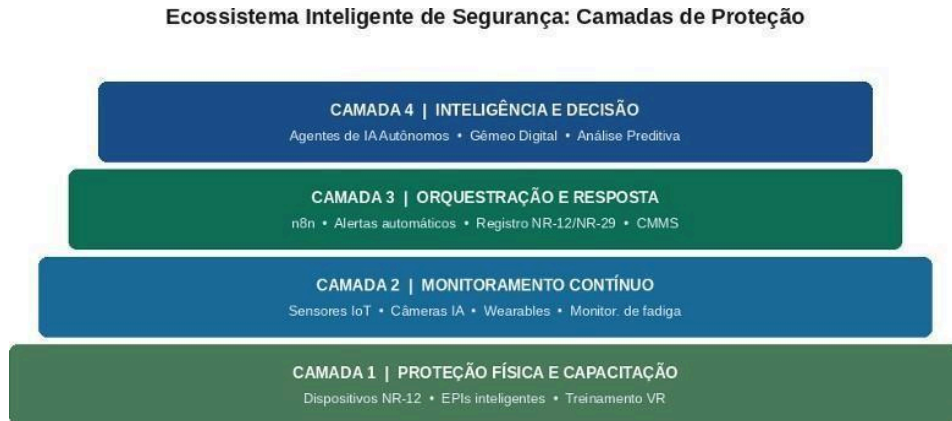 Ecossistema Inteligente de Segurança: Camadas de Proteção
CAMADA 4 | INTELIGÊNCIA E DECISÃO
Agentes de IA Autônomos • Gêmeo Digital • Análise Preditiva
CAMADA 3 | ORQUESTRAÇÃO E RESPOSTA
n8n • Alertas automáticos • Registro NR-12/NR-29 • CMMS
CAMADA 2 | MONITORAMENTO CONTÍNUO
Sensores IoT • Câmeras IA • Wearables • Monitor. de fadiga
CAMADA 1 | PROTEÇÃO FÍSICA E CAPACITAÇÃO
Dispositivos NR-12 • EPIs inteligentes • Treinamento VR